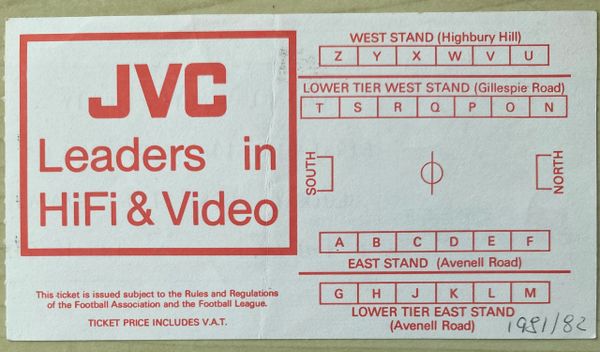 JVC
Leaders in
HiFi & Video
This ticket is issued subject to the Rules and Regulations
of the Football Association and the Football League.
TICKET PRICE INCLUDES V.A.T.
WEST STAND (Highbury Hill)
Z Y X W V U
LOWER TIER WEST STAND (Gillespie Road)
T S R Q P O N
SOUTH
NORTH
A B C D E F
EAST STAND (Avenell Road)
G H J K L M
LOWER TIER EAST STAND
(Avenell Road)
1981/82